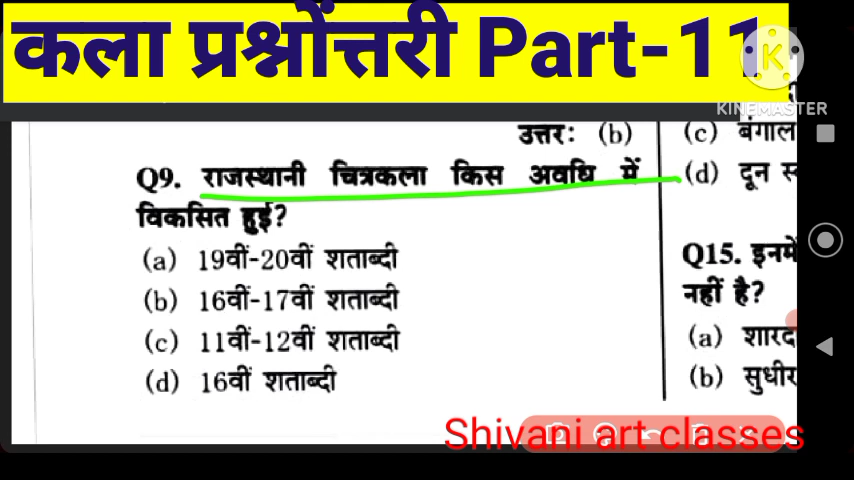 कला प्रश्नोंत्तरी Part-11
KINEMASTER
उत्तरः (b)
Q9. राजस्थानी चित्रकला किस अवधि में
विकसित हुई?
(a) 19वीं-20वीं शताब्दी
(b) 16वीं-17वीं शताब्दी
(c) 11वीं-12वीं शताब्दी
(d) 16वीं शताब्दी
(c) बंगाल
(d) दून
Q15. इनमें
नहीं है?
(a) शारद
(b) सुधीर
Shivani art classes